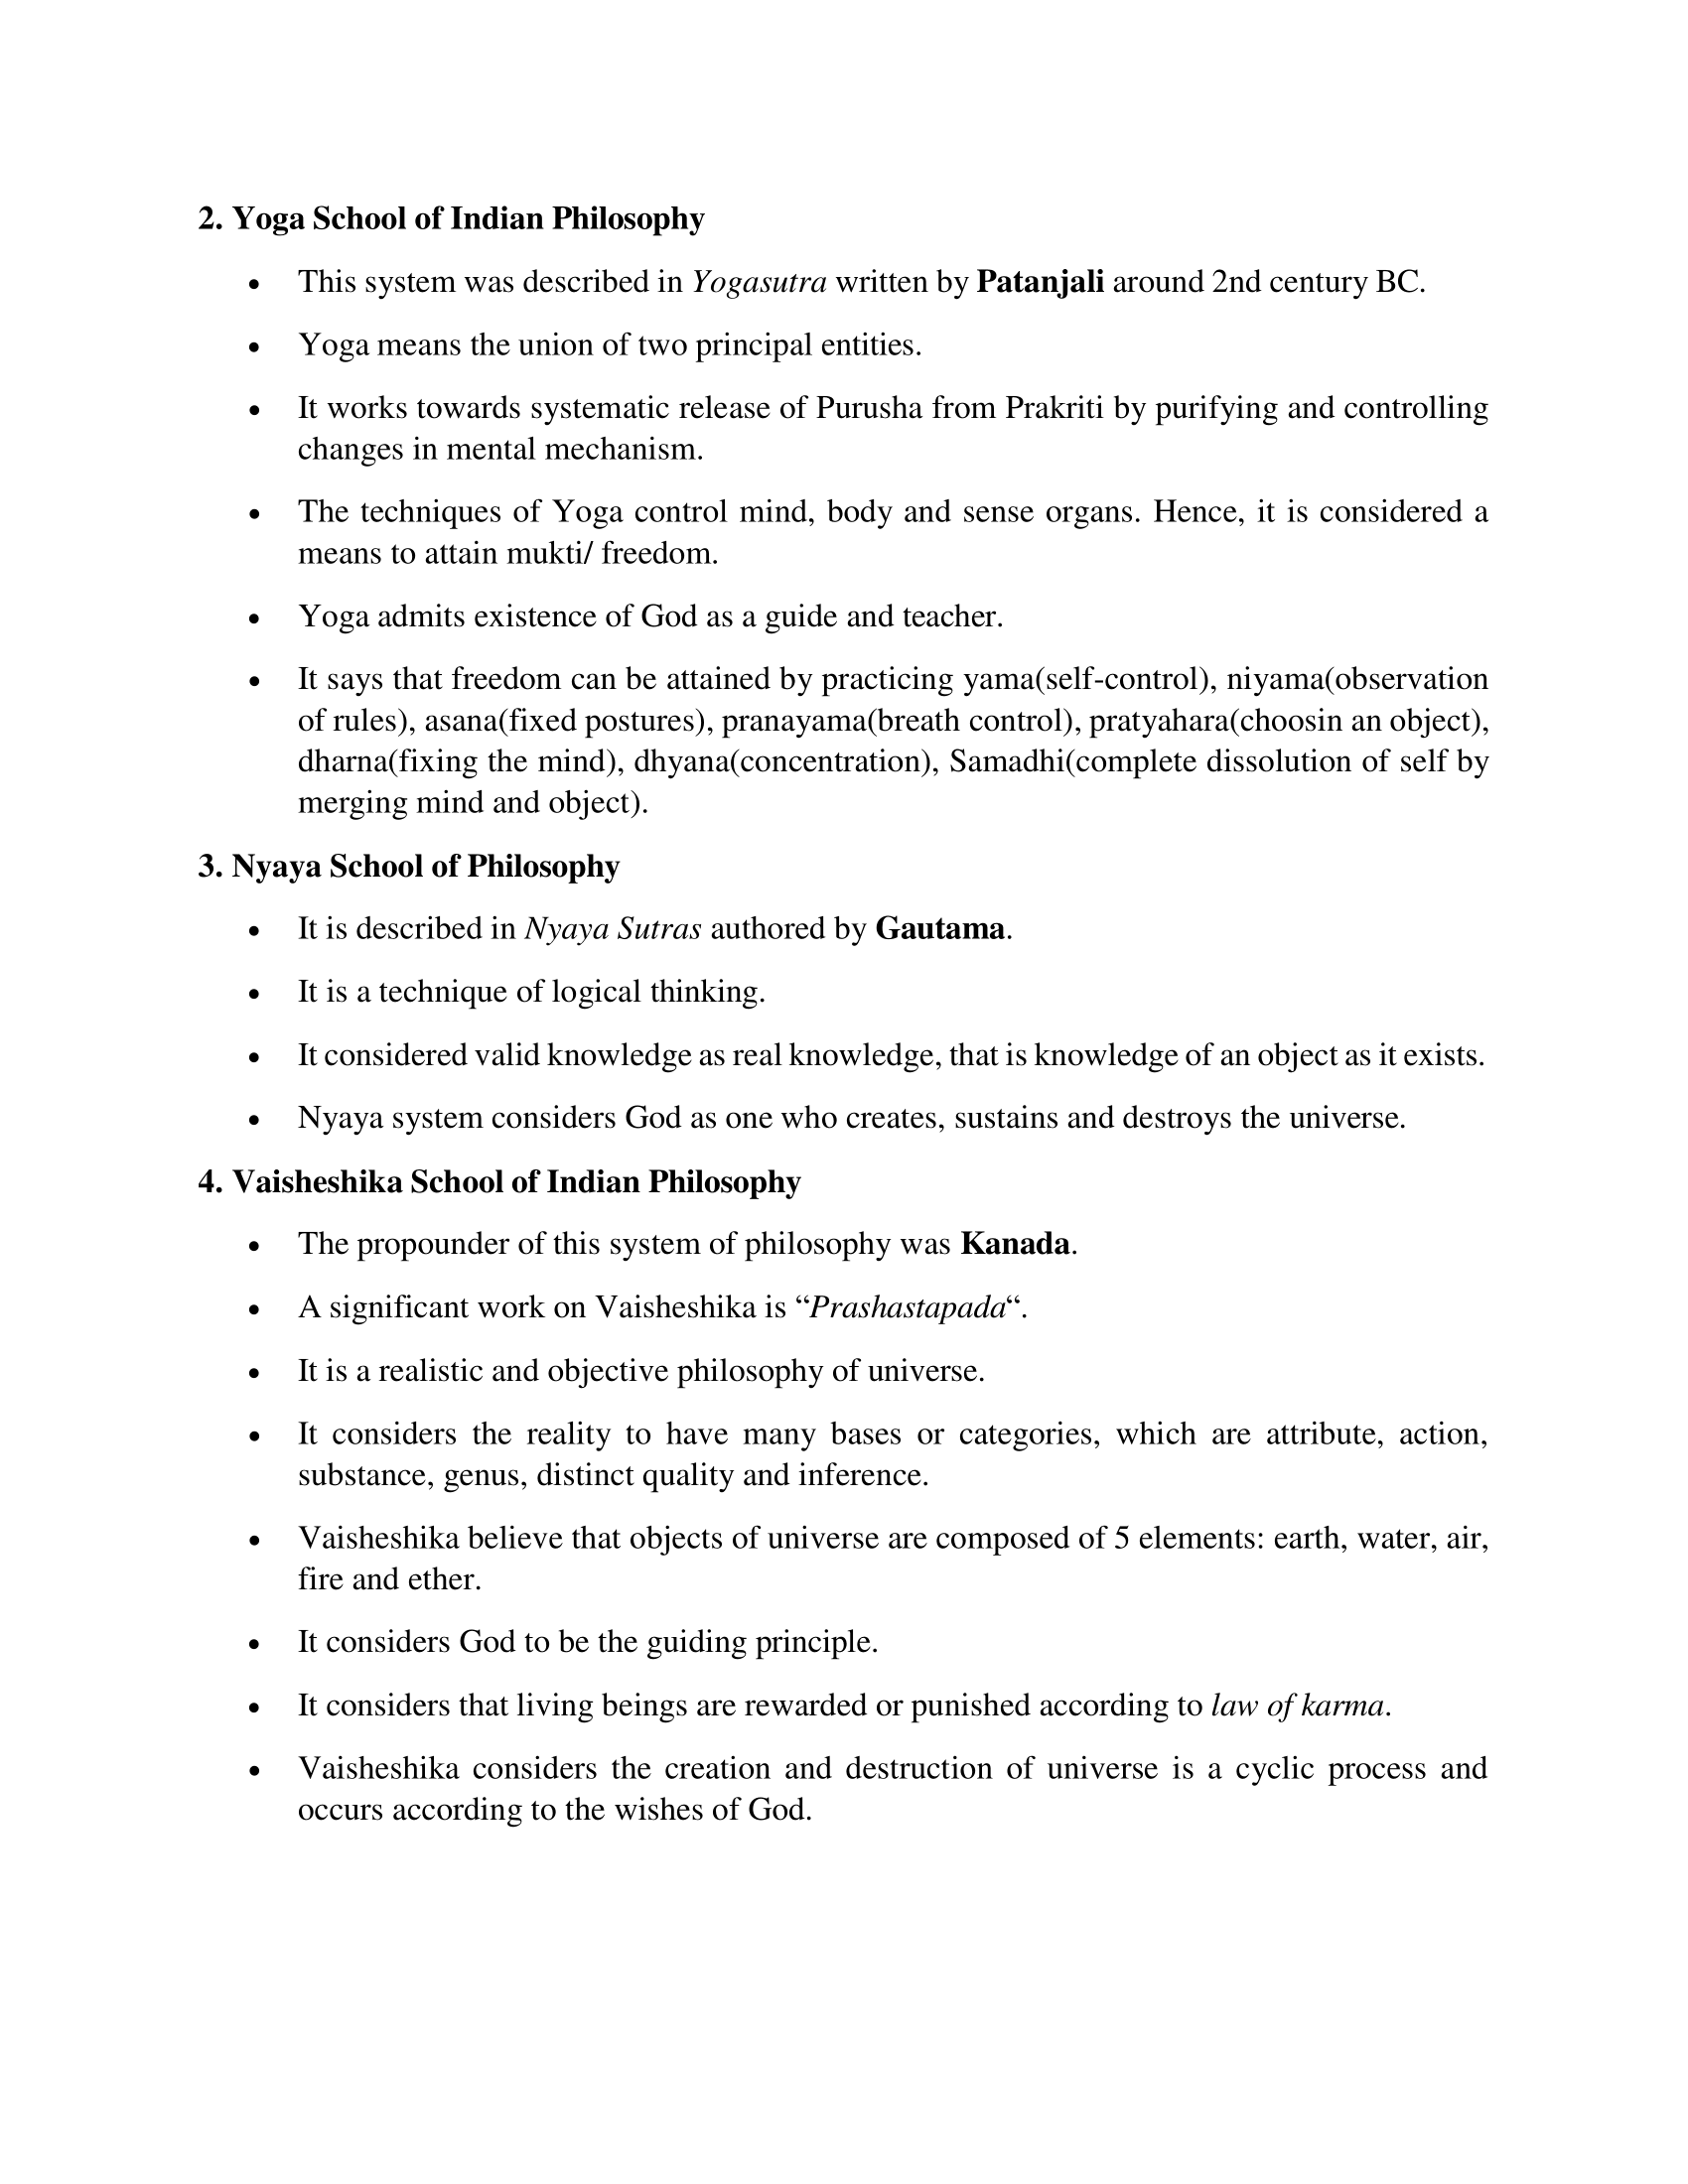 2. Yoga School of Indian Philosophy
• This system was described in Yogasutra written by Patanjali around 2nd century BC.
• Yoga means the union of two principal entities.
• It works towards systematic release of Purusha from Prakriti by purifying and controlling
changes in mental mechanism.
• The techniques of Yoga control mind, body and sense organs. Hence, it is considered a
means to attain mukti/ freedom.
• Yoga admits existence of God as a guide and teacher.
• It says that freedom can be attained by practicing yama(self-control), niyama(observation
of rules), asana(fixed postures), pranayama(breath control), pratyahara(choosin an object),
dharna(fixing the mind), dhyana(concentration), Samadhi(complete dissolution of self by
merging mind and object).
3. Nyaya School of Philosophy
• It is described in Nyaya Sutras authored by Gautama.
• It is a technique of logical thinking.
• It considered valid knowledge as real knowledge, that is knowledge of an object as it exists.
• Nyaya system considers God as one who creates, sustains and destroys the universe.
4. Vaisheshika School of Indian Philosophy
• The propounder of this system of philosophy was Kanada.
• A significant work on Vaisheshika is “Prashastapada“.
• It is a realistic and objective philosophy of universe.
• It considers the reality to have many bases or categories, which are attribute, action,
substance, genus, distinct quality and inference.
• Vaisheshika believe that objects of universe are composed of 5 elements: earth, water, air,
fire and ether.
• It considers God to be the guiding principle.
• It considers that living beings are rewarded or punished according to law of karma.
• Vaisheshika considers the creation and destruction of universe is a cyclic process and
occurs according to the wishes of God.